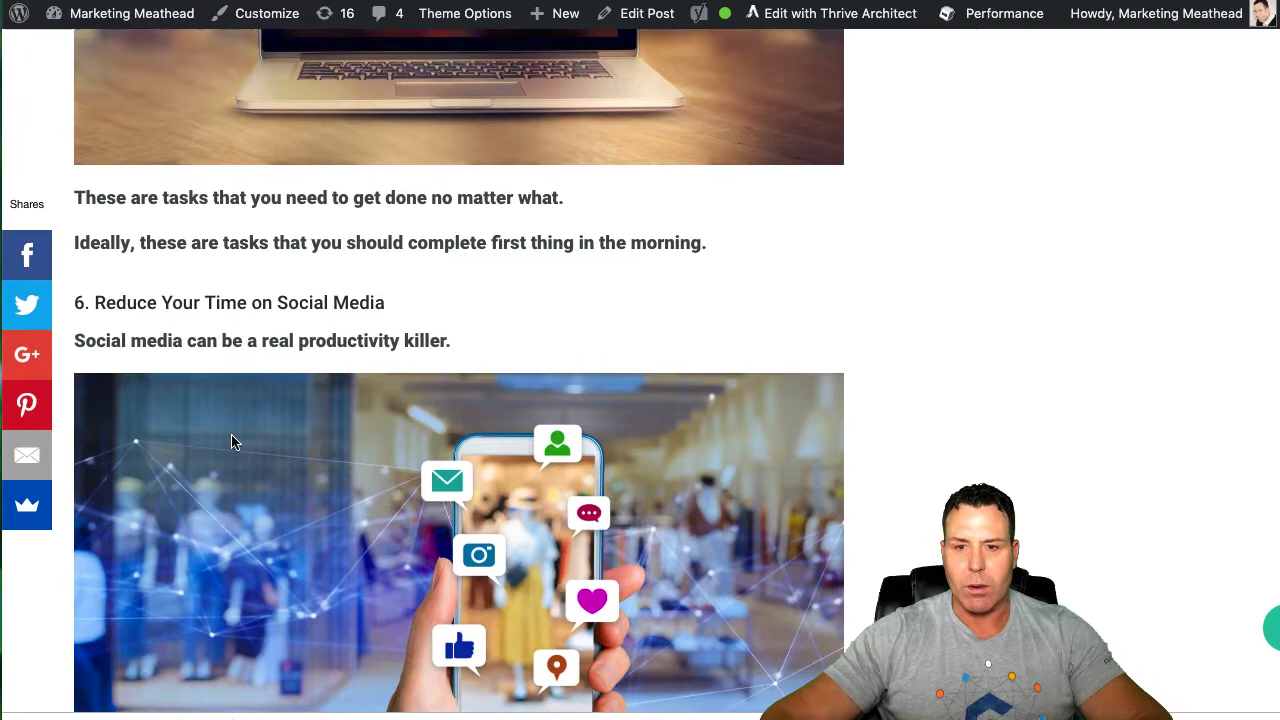 Marketing Meathead Customize 16 4 Theme Options New Edit Post Edit with Thrive Architect Performance Howdy, Marketing Meathead
These are tasks that you need to get done no matter what.
Shares
Ideally, these are tasks that you should complete first thing in the morning.
6. Reduce Your Time on Social Media
Social media can be a real productivity killer.
G+